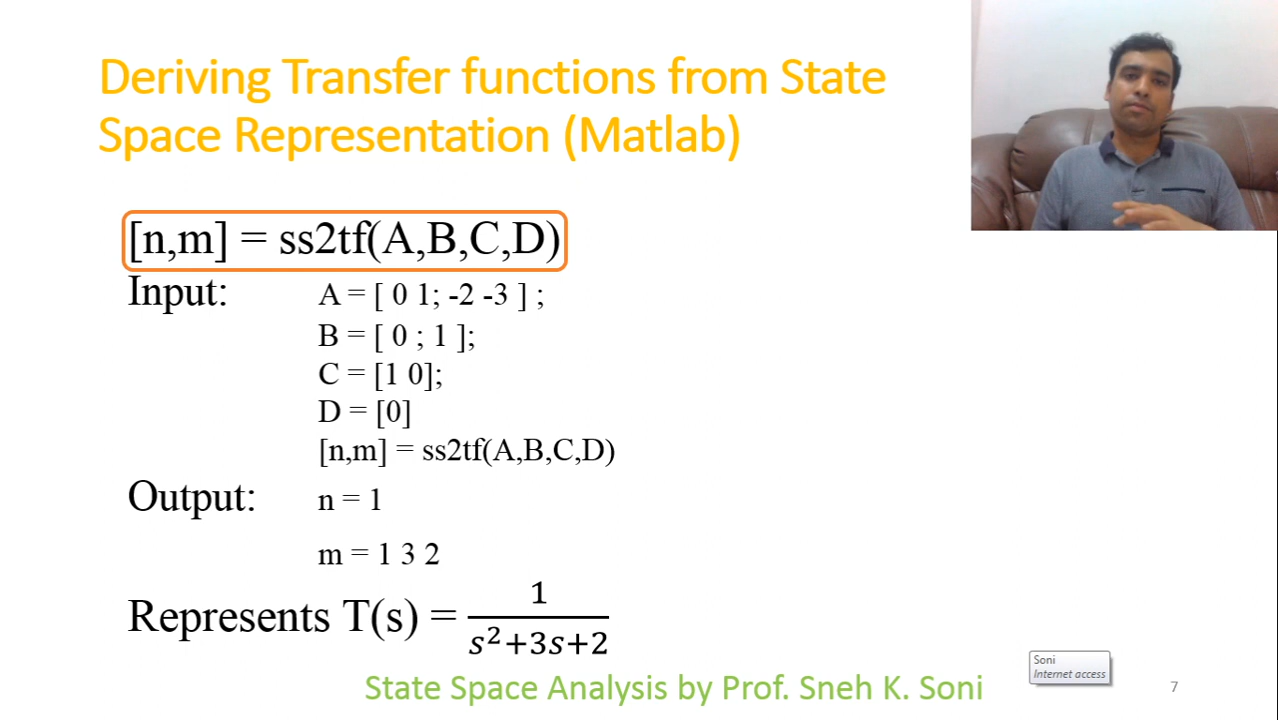 Deriving Transfer functions from State
Space Representation (Matlab)
[n,m] = ss2tf(A,B,C,D)
Input:
A = [ 0 1; -2 -3 ] ;
B = [ 0 ; 1 ];
C = [1 0];
D = [0]
[n,m] = ss2tf(A,B,C,D)
Output:
n = 1
m = 1 3 2
Represents T(s) = 1 / s²+3s+2
State Space Analysis by Prof. Sneh K. Soni
Soni
Internet access
7